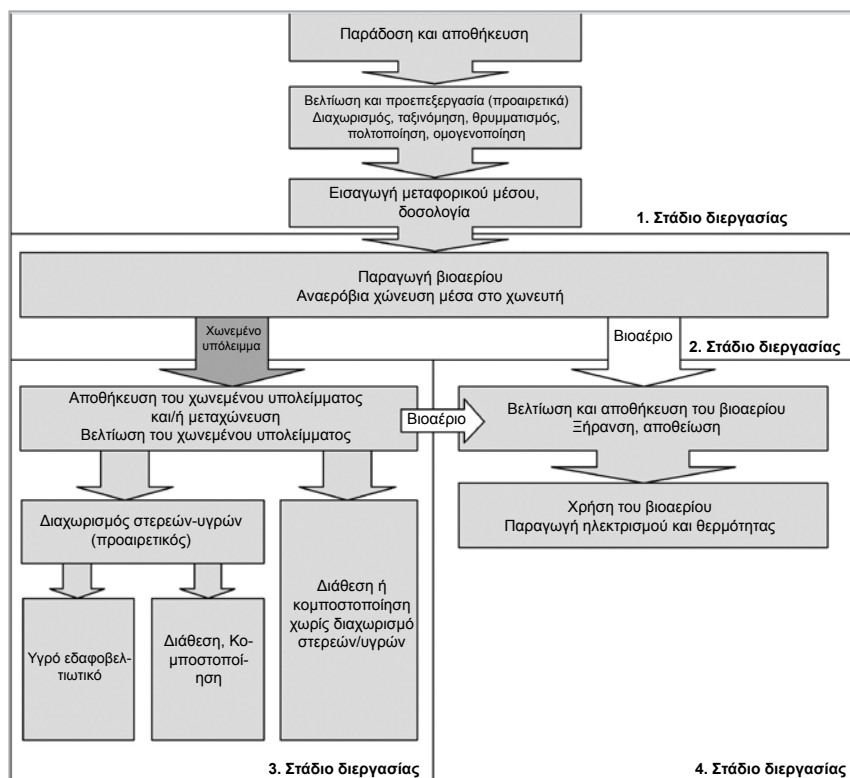 Παράδοση και αποθήκευση
Βελτίωση και προεπεξεργασία (προαιρετικά)
Διαχωρισμός, ταξινόμηση, θρυμματισμός,
πολτοποίηση, ομογενοποίηση
Εισαγωγή μεταφορικού μέσου,
δοσολογία
1. Στάδιο διεργασίας
Παραγωγή βιοαερίου
Αναερόβια χώνευση μέσα στο χωνευτή
Χωνεμένο
υπόλειμμα
Βιοαέριο
2. Στάδιο διεργασίας
Αποθήκευση του χωνεμένου υπολείμματος
και/ή μεταχώνευση
Βελτίωση του χωνεμένου υπολείμματος
Βιοαέριο
Βελτίωση και αποθήκευση του βιοαερίου
Ξήρανση, αποθείωση
Διαχωρισμός στερεών-υγρών
(προαιρετικός)
Χρήση του βιοαερίου
Παραγωγή ηλεκτρισμού και θερμότητας
Υγρό εδαφοβελ-
τιωτικό
Διάθεση, Κο-
μποστοποί-
ηση
Διάθεση ή
κομποστοποίηση
χωρίς διαχωρισμό
στερεών/υγρών
3. Στάδιο διεργασίας
4. Στάδιο διεργασίας